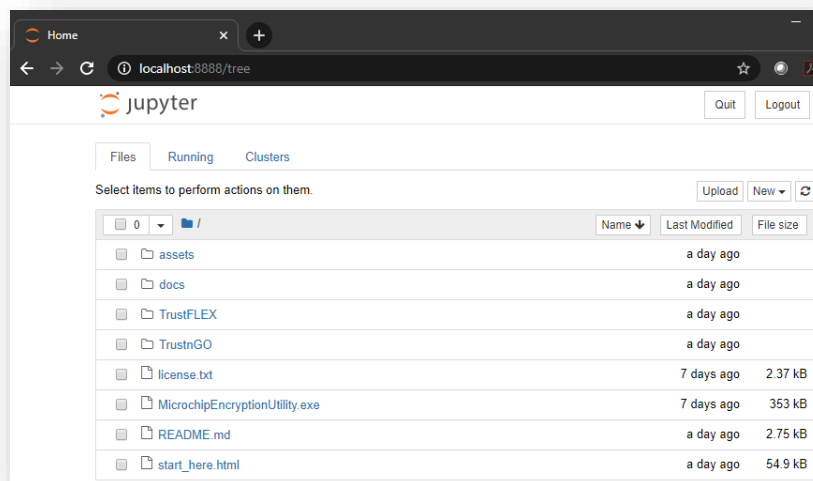 Home
localhost:8888/tree
jupyter
Quit Logout
Files Running Clusters
Select items to perform actions on them.
Upload New
0 / Name Last Modified File size
assets a day ago
docs a day ago
TrustFLEX a day ago
TrustnGO a day ago
license.txt 7 days ago 2.37 kB
MicrochipEncryptionUtility.exe 7 days ago 353 kB
README.md a day ago 2.75 kB
start_here.html a day ago 54.9 kB